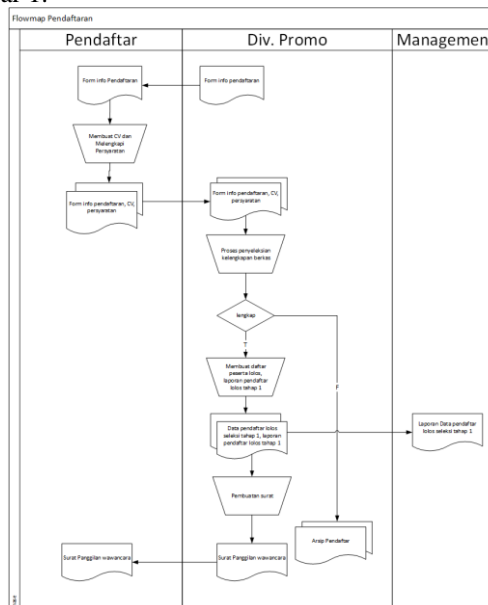 Flowmap Pendaftaran
Pendaftar
Div. Promo
Managemen
Form info Pendaftaran
Form info pendaftaran
Membuat CV dan
Melengkapi
Persyaratan
Form info pendaftaran, CV,
persyaratan
Form info pendaftaran, CV,
persyaratan
Proses penyeleksian
kelengkapan berkas
lengkap
T
F
Membuat daftar
peserta lolos,
laporan pendaftar
lolos tahap 1
Data pendaftar lolos
seleksi tahap 1, laporan
pendaftar lolos tahap 1
Laporan Data pendaftar
lolos seleksi tahap 1
Pembuatan surat
Arsip Pendaftar
Surat Panggilan wawancara
Surat Panggilan wawancara